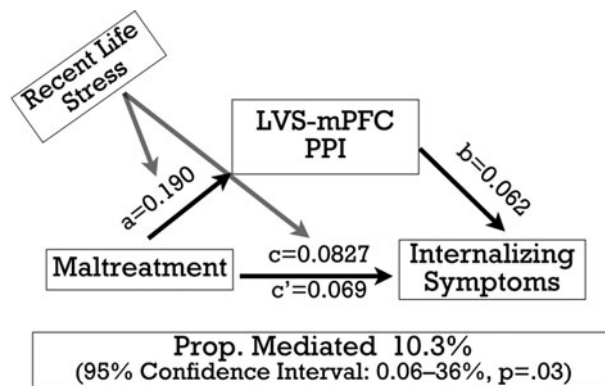 Recent Life
Stress
LVS-mPFC
PPI
a=0.190
b=0.062
Maltreatment
c=0.0827
c'=0.069
Internalizing
Symptoms
Prop. Mediated 10.3%
(95% Confidence Interval: 0.06–36%, p=.03)